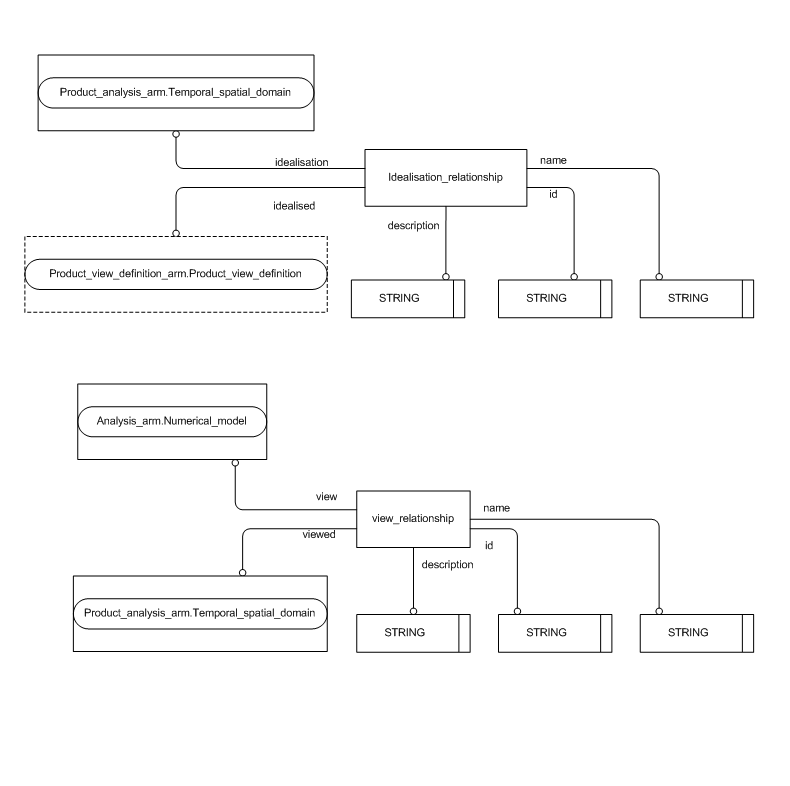 Product_analysis_arm.Temporal_spatial_domain
idealisation
name
Idealisation_relationship
id
idealised
description
Product_view_definition_arm.Product_view_definition
STRING
STRING
STRING
Analysis_arm.Numerical_model
view
name
view_relationship
viewed
id
description
Product_analysis_arm.Temporal_spatial_domain
STRING
STRING
STRING